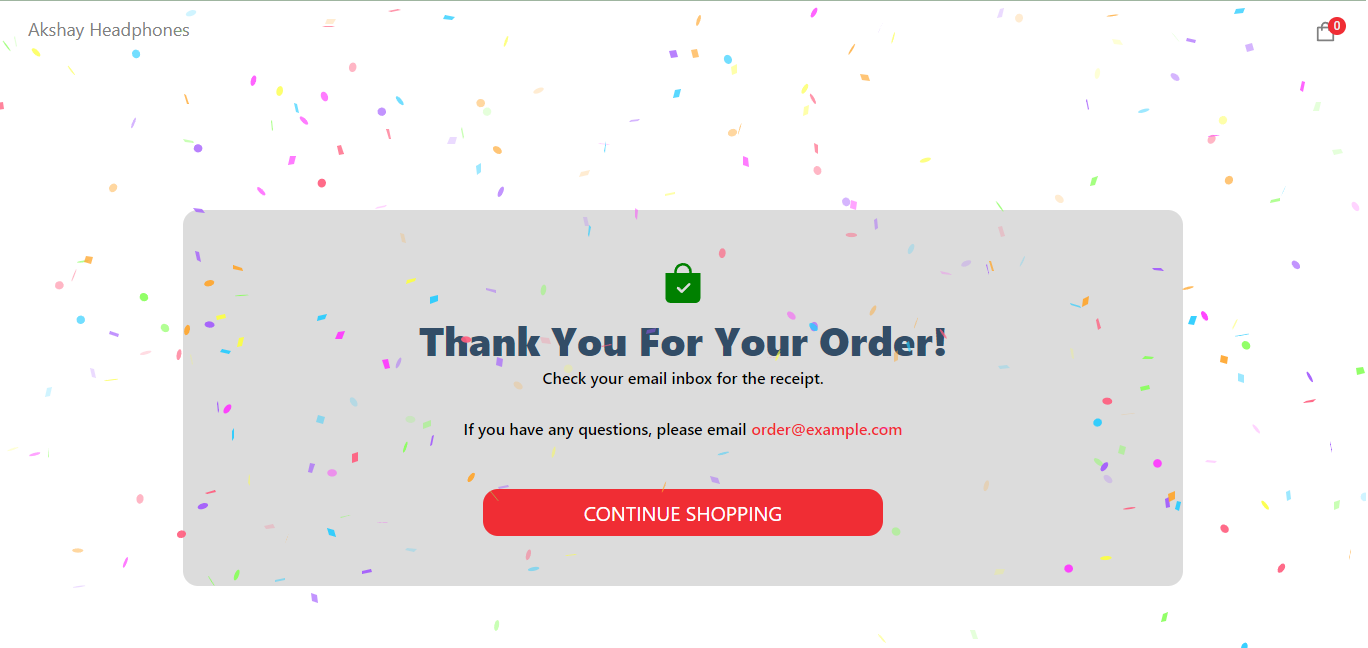 Akshay Headphones
0
Thank You For Your Order!
Check your email inbox for the receipt.
If you have any questions, please email order@example.com
CONTINUE SHOPPING